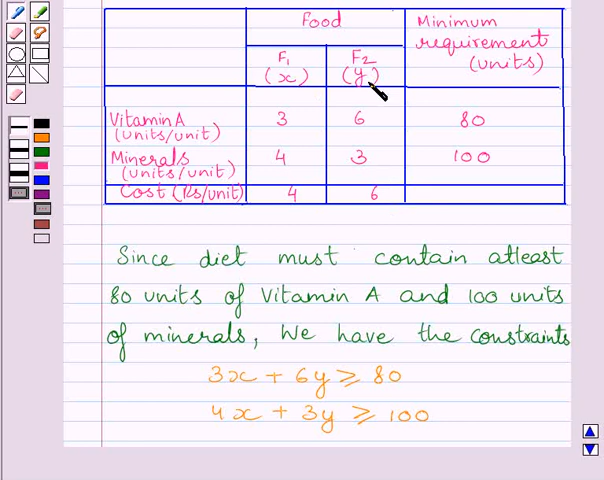 Food Minimum requirement (units)
F1 (x) F2 (y)
Vitamin A (units/unit) 3 6 80
Minerals (units/unit) 4 3 100
Cost (Rs/unit) 4 6
Since diet must contain atleast
80 units of Vitamin A and 100 units
of minerals, We have the constraints
3x + 6y ⩾ 80
4x + 3y ⩾ 100